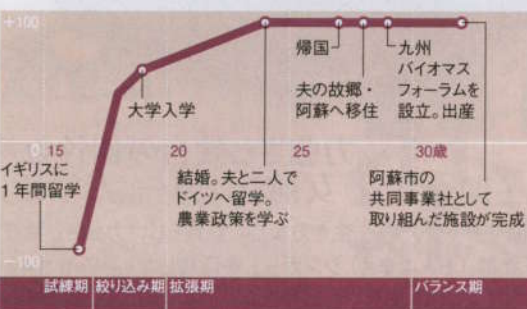 +100
帰国
九州
バイオマス
フォーラムを
設立。出産
夫の故郷・
阿蘇へ移住
大学入学
0 15 20 25 30歳
イギリスに
1年間留学
結婚。夫と二人で
ドイツへ留学。
農業政策を学ぶ
阿蘇市の
共同事業社として
取り組んだ施設が完成
-100
試練期 絞り込み期 拡張期 バランス期